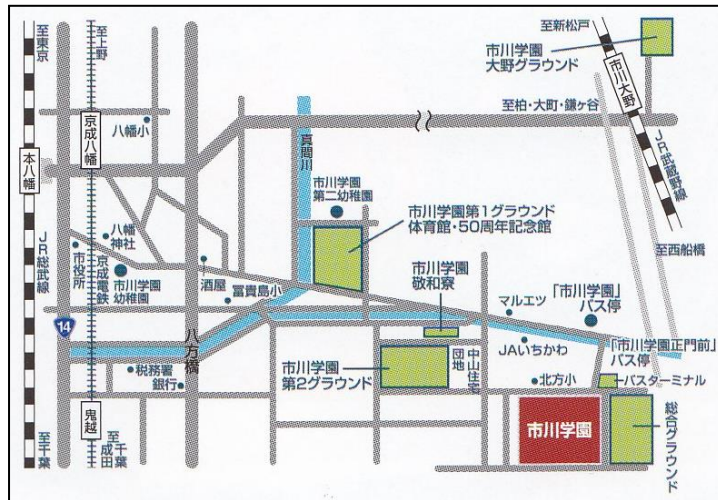 至東京
至上野
至新松戸
市川学園
大野グラウンド
市川大野
JR武蔵野線
至柏・大町・鎌ヶ谷
京成八幡
八幡小
真間川
本八幡
市川学園
第二幼稚園
市川学園第1グラウンド
体育館・50周年記念館
八幡
神社
至西船橋
JR総武線
市役所
京成電鉄
市川学園
幼稚園
酒屋
冨貴島小
市川学園
敬和寮
マルエツ
「市川学園」
バス停
14
八方橋
「市川学園正門前」
バス停
JAいちかわ
市川学園
第2グラウンド
中山住宅
団地
税務署
銀行
北方小
バスターミナル
鬼越
市川学園
総合グラウンド
至千葉
至千葉
成田